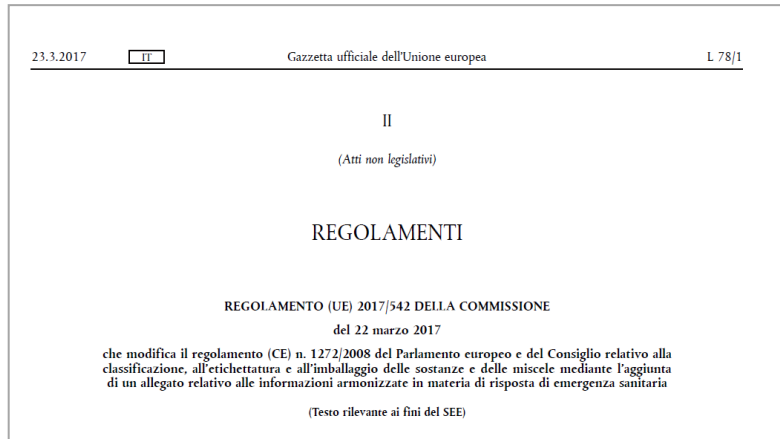 23.3.2017 IT Gazzetta ufficiale dell'Unione europea L 78/1
II
(Atti non legislativi)
REGOLAMENTI
REGOLAMENTO (UE) 2017/542 DELLA COMMISSIONE
del 22 marzo 2017
che modifica il regolamento (CE) n. 1272/2008 del Parlamento europeo e del Consiglio relativo alla
classificazione, all'etichettatura e all'imballaggio delle sostanze e delle miscele mediante l'aggiunta
di un allegato relativo alle informazioni armonizzate in materia di risposta di emergenza sanitaria
(Testo rilevante ai fini del SEE)